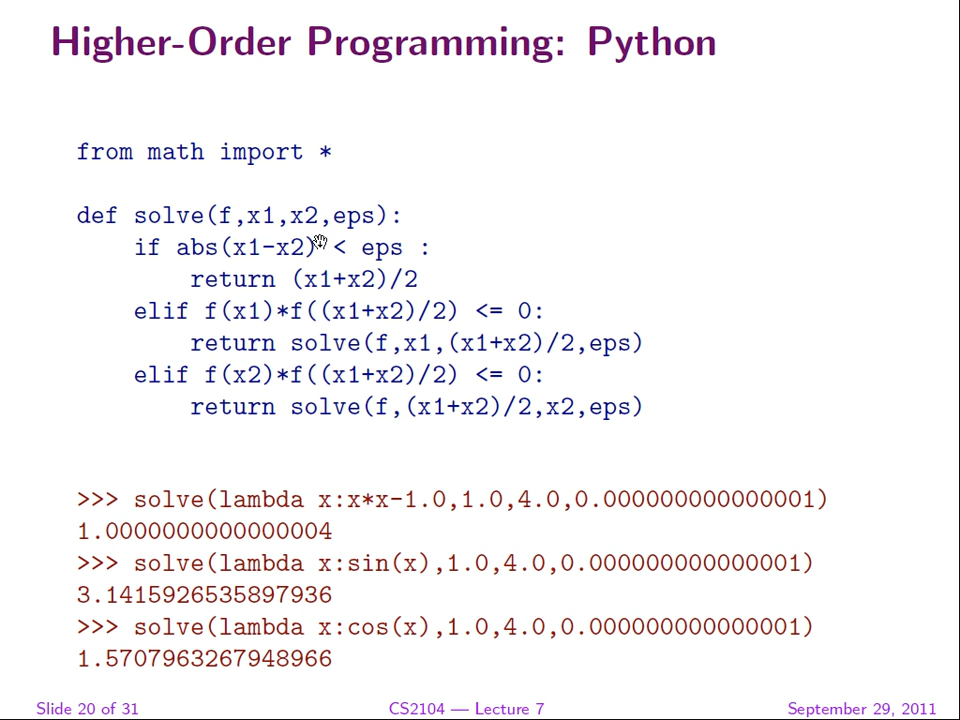 Higher-Order Programming: Python
from math import *
def solve(f,x1,x2,eps):
    if abs(x1-x2) < eps :
        return (x1+x2)/2
    elif f(x1)*f((x1+x2)/2) <= 0:
        return solve(f,x1,(x1+x2)/2,eps)
    elif f(x2)*f((x1+x2)/2) <= 0:
        return solve(f,(x1+x2)/2,x2,eps)
>>> solve(lambda x:x*x-1.0,1.0,4.0,0.000000000000001)
1.0000000000000004
>>> solve(lambda x:sin(x),1.0,4.0,0.000000000000001)
3.1415926535897936
>>> solve(lambda x:cos(x),1.0,4.0,0.000000000000001)
1.5707963267948966
Slide 20 of 31 CS2104 — Lecture 7 September 29, 2011